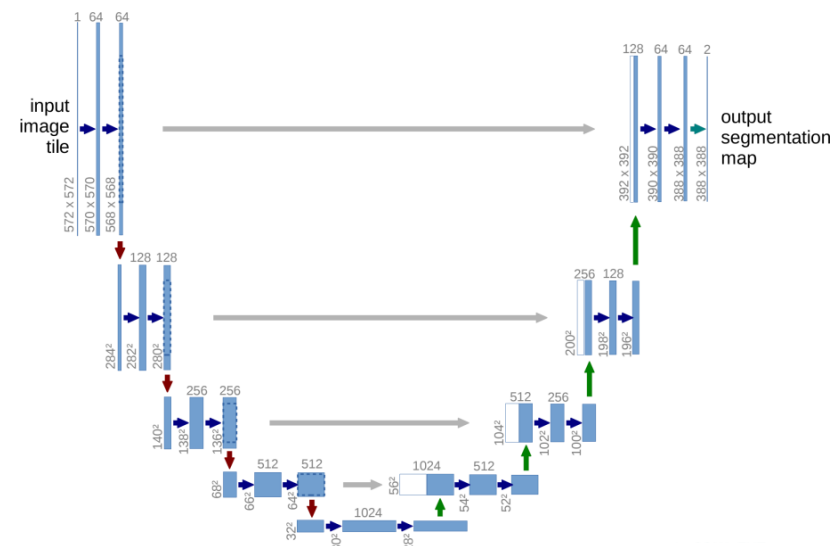 1 64 64
input
image
tile
572 x 572
570 x 570
568 x 568
128 64 64 2
output
segmentation
map
392 x 392
390 x 390
388 x 388
388 x 388
128 128
284²
282²
280²
256 128
200²
198²
196²
256 256
140²
138²
136²
512 256
104²
102²
100²
512 512
68²
66²
64²
1024 512
56²
54²
52²
1024
32²